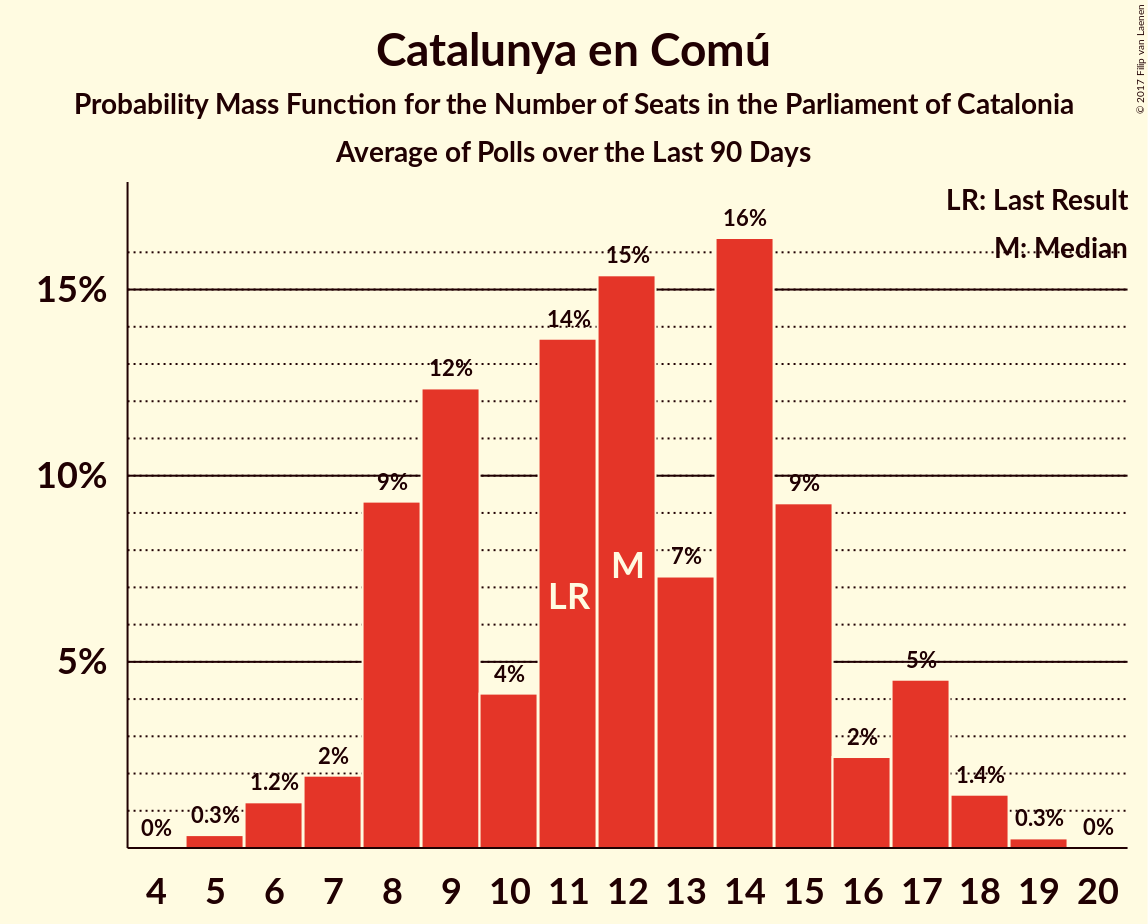 Catalunya en Comú
Probability Mass Function for the Number of Seats in the Parliament of Catalonia
Average of Polls over the Last 90 Days
© 2017 Filip van Laenen
LR: Last Result
M: Median
15%
10%
5%
0%
0.3%
1.2%
2%
9%
12%
4%
14%
15%
7%
16%
9%
2%
5%
1.4%
0.3%
0%
LR
M
4 5 6 7 8 9 10 11 12 13 14 15 16 17 18 19 20